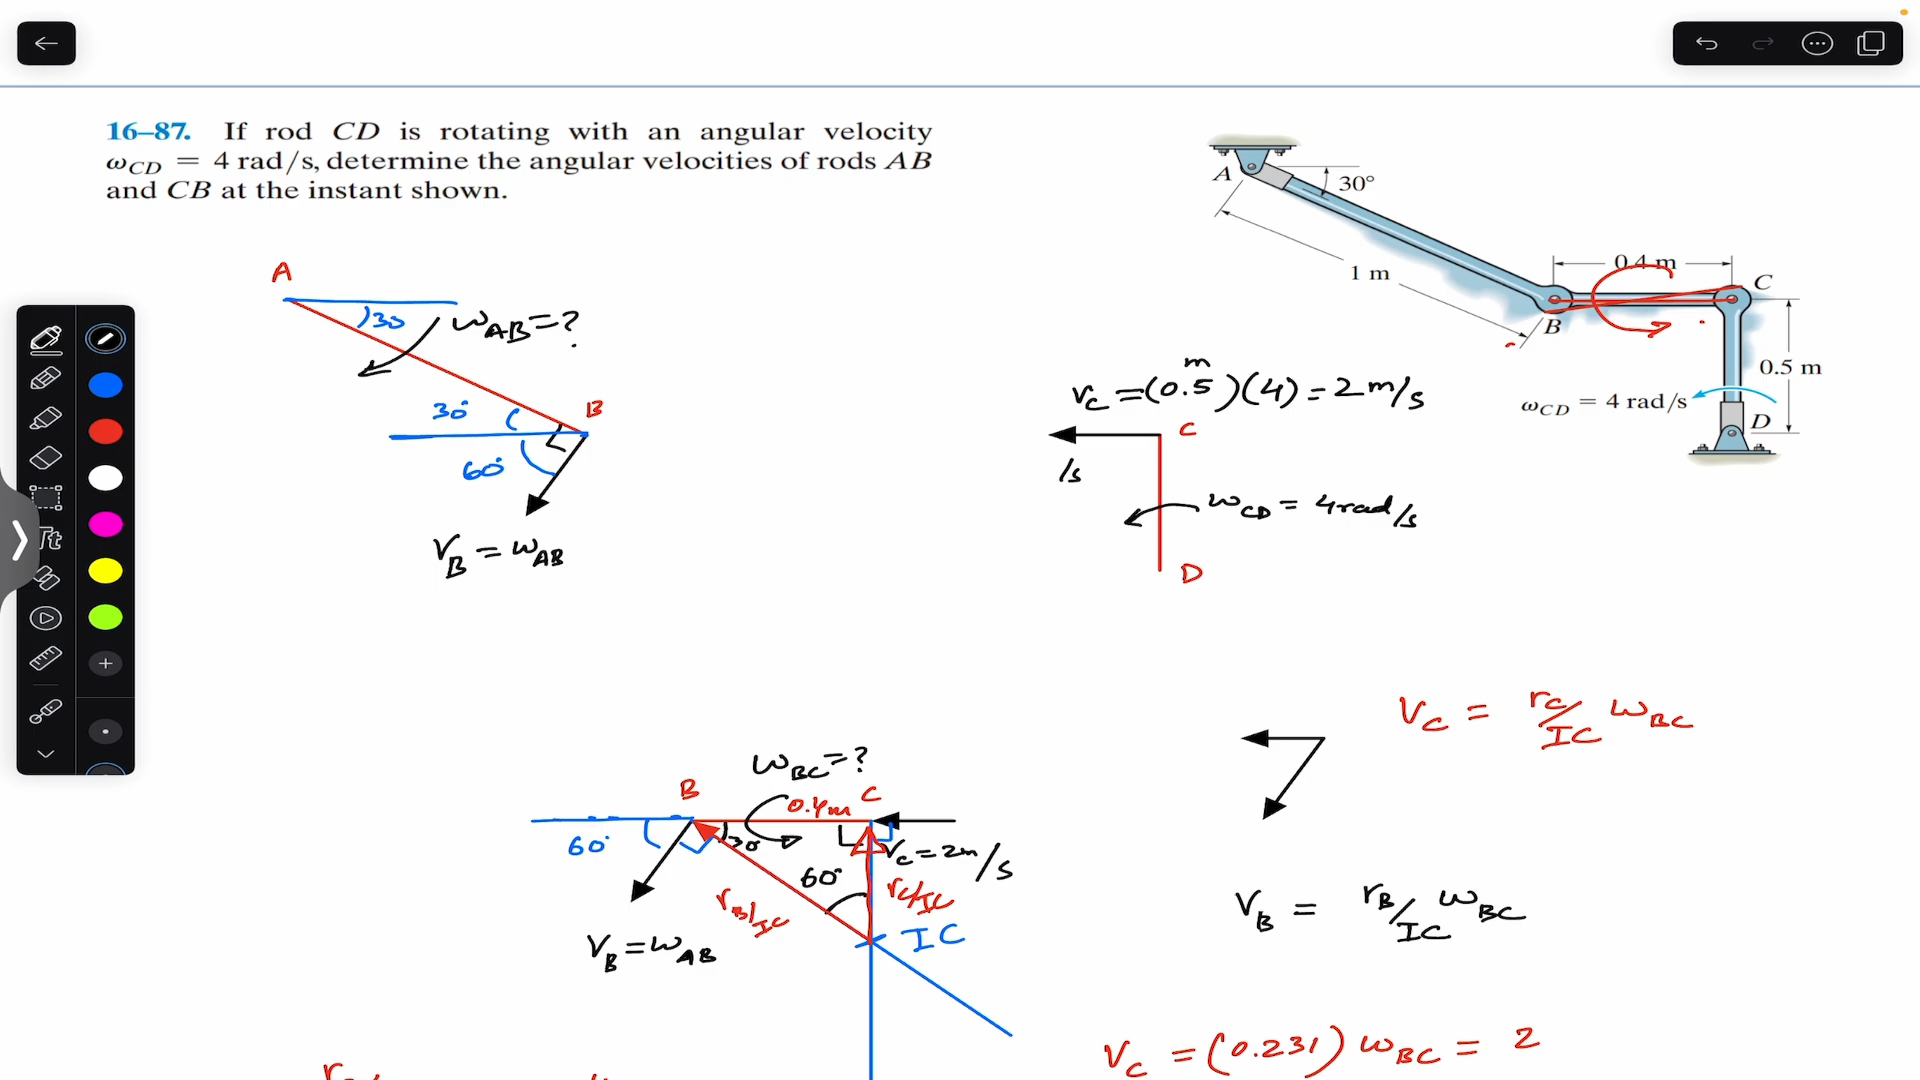 16–87. If rod CD is rotating with an angular velocity
ωCD = 4 rad/s, determine the angular velocities of rods AB
and CB at the instant shown.
A
30°
1 m
0.4 m
C
B
0.5 m
ωCD = 4 rad/s
D
A
30
ωAB=?
30°
B
60°
VB = ωAB
m
vC =(0.5)(4) = 2 m/s
C
/s
ωCD = 4 rad/s
D
VC = rC/IC ωBC
ωBC=?
B
0.4m
C
60°
30°
VC = 2m/s
60°
rB/IC
rC/IC
IC
VB = ωAB
VB = rB/IC ωBC
VC = (0.231) ωBC = 2
Tt